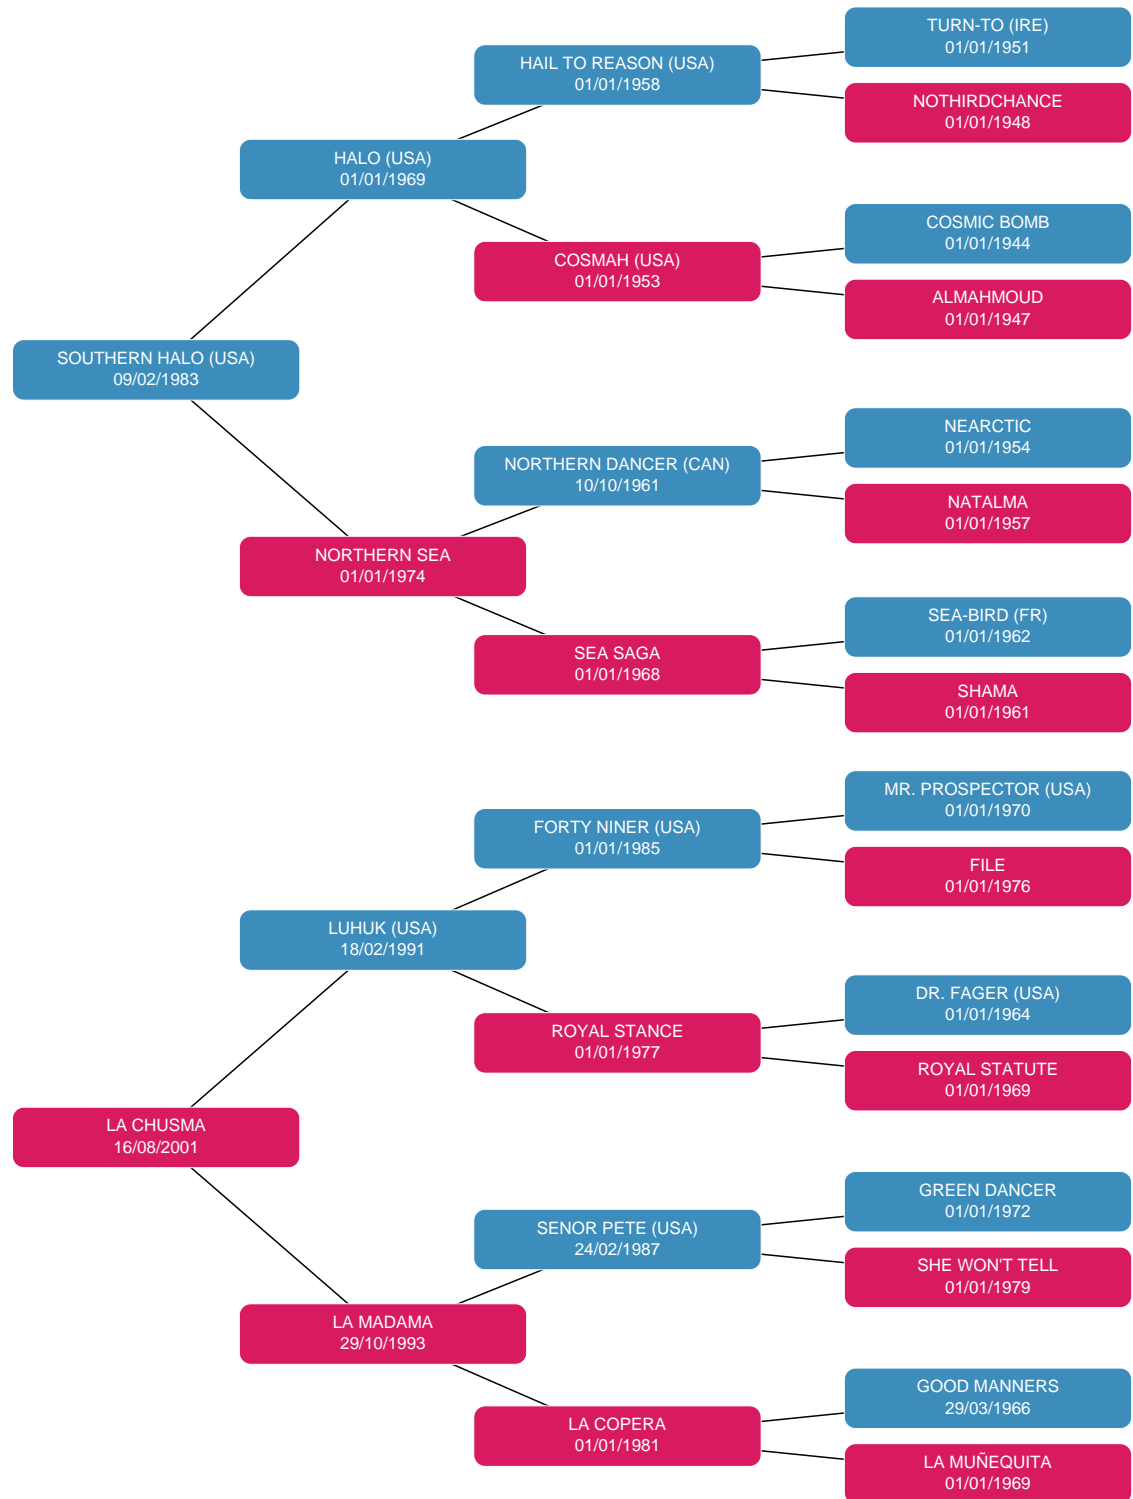 TURN-TO (IRE)
01/01/1951
HAIL TO REASON (USA)
01/01/1958
NOTHIRDCHANCE
01/01/1948
HALO (USA)
01/01/1969
COSMIC BOMB
01/01/1944
COSMAH (USA)
01/01/1953
ALMAHMOUD
01/01/1947
SOUTHERN HALO (USA)
09/02/1983
NEARCTIC
01/01/1954
NORTHERN DANCER (CAN)
10/10/1961
NATALMA
01/01/1957
NORTHERN SEA
01/01/1974
SEA-BIRD (FR)
01/01/1962
SEA SAGA
01/01/1968
SHAMA
01/01/1961
MR. PROSPECTOR (USA)
01/01/1970
FORTY NINER (USA)
01/01/1985
FILE
01/01/1976
LUHUK (USA)
18/02/1991
DR. FAGER (USA)
01/01/1964
ROYAL STANCE
01/01/1977
ROYAL STATUTE
01/01/1969
LA CHUSMA
16/08/2001
GREEN DANCER
01/01/1972
SENOR PETE (USA)
24/02/1987
SHE WON'T TELL
01/01/1979
LA MADAMA
29/10/1993
GOOD MANNERS
29/03/1966
LA COPERA
01/01/1981
LA MUÑEQUITA
01/01/1969